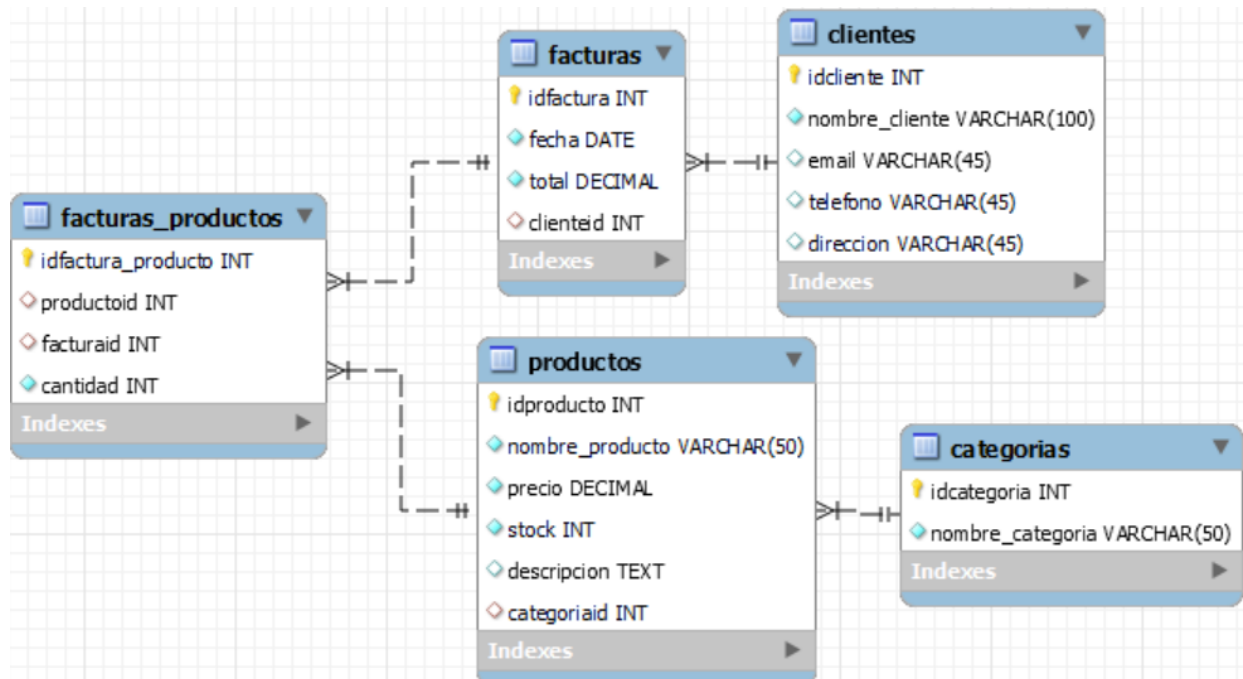 facturas
idfactura INT
fecha DATE
total DECIMAL
clienteid INT
Indexes
clientes
idcliente INT
nombre_cliente VARCHAR(100)
email VARCHAR(45)
telefono VARCHAR(45)
direccion VARCHAR(45)
Indexes
facturas_productos
idfactura_producto INT
productoid INT
facturaid INT
cantidad INT
Indexes
productos
idproducto INT
nombre_producto VARCHAR(50)
precio DECIMAL
stock INT
descripcion TEXT
categoriaid INT
Indexes
categorias
idcategoria INT
nombre_categoria VARCHAR(50)
Indexes